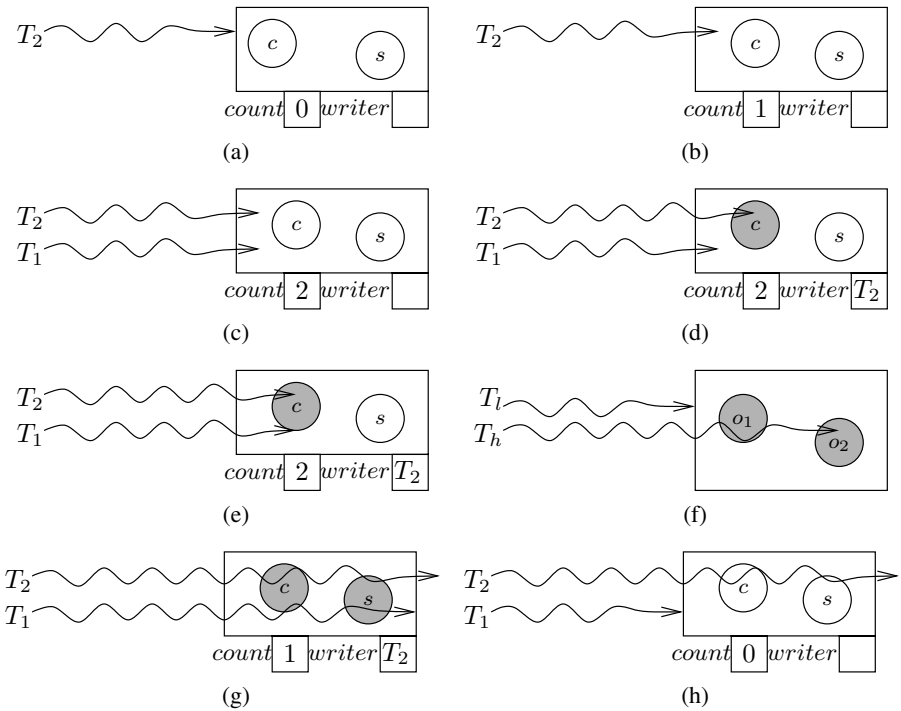 T₂ c s
count 0 writer
(a)
T₂ c s
count 1 writer
(b)
T₂ c s
T₁
count 2 writer
(c)
T₂ c s
T₁
count 2 writer T₂
(d)
T₂ c s
T₁
count 2 writer T₂
(e)
Tₗ o₁
Tₕ o₂
(f)
T₂ c s
T₁
count 1 writer T₂
(g)
T₂ c s
T₁
count 0 writer
(h)